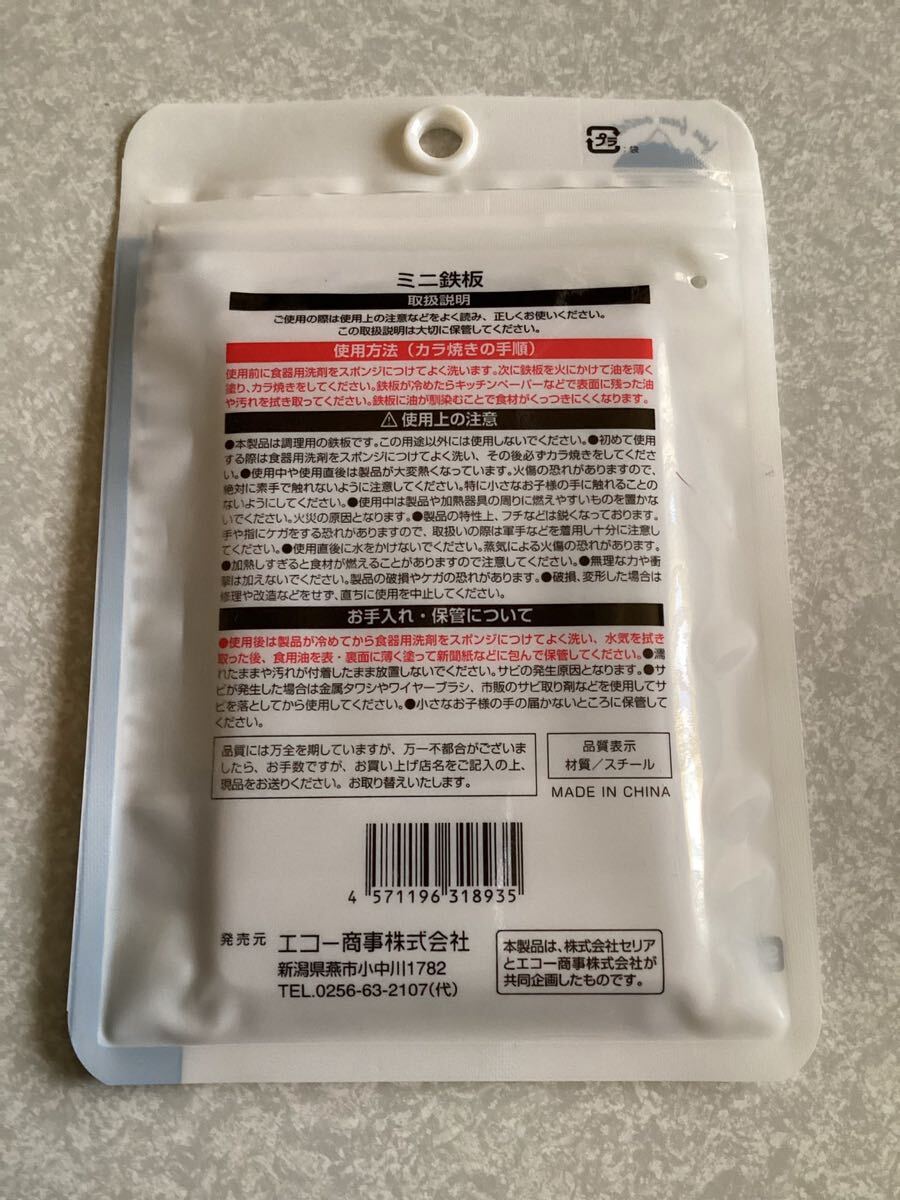 プラ
:袋
ミニ鉄板
取扱説明
ご使用の際は使用上の注意などをよく読み、正しくお使いください。
この取扱説明は大切に保管してください。
使用方法（カラ焼きの手順）
使用前に食器用洗剤をスポンジにつけてよく洗います。次に鉄板を火にかけて油を薄く
塗り、カラ焼きをしてください。鉄板が冷めたらキッチンペーパーなどで表面に残った油
や汚れを拭き取ってください。鉄板に油が馴染むことで食材がくっつきにくくなります。
⚠使用上の注意
●本製品は調理用の鉄板です。この用途以外には使用しないでください。●初めて使用
する際は食器用洗剤をスポンジにつけてよく洗い、その後必ずカラ焼きをしてくださ
い。●使用中や使用直後は製品が大変熱くなっています。火傷の恐れがありますので、
絶対に素手で触れないように注意してください。特に小さなお子様の手に触れることの
ないようにしてください。●使用中は製品や加熱器具の周りに燃えやすいものを置かな
いでください。火災の原因となります。●製品の特性上、フチなどは鋭くなっております。
手や指にケガをする恐れがありますので、取扱いの際は軍手などを着用し十分に注意
してください。●使用直後に水をかけないでください。蒸気による火傷の恐れがあります。
●加熱しすぎると食材が燃えることがありますので注意してください。●無理な力や衝
撃は加えないでください。製品の破損やケガの恐れがあります。●破損、変形した場合は
修理や改造などをせず、直ちに使用を中止してください。
お手入れ・保管について
●使用後は製品が冷めてから食器用洗剤をスポンジにつけてよく洗い、水気を拭き
取った後、食用油を表・裏面に薄く塗って新聞紙などに包んで保管してください。●濡
れたままや汚れが付着したまま放置しないでください。サビの発生原因となります。●サ
ビが発生した場合は金属タワシやワイヤーブラシ、市販のサビ取り剤などを使用してサ
ビを落としてから使用してください。●小さなお子様の手の届かないところに保管して
ください。
品質には万全を期していますが、万一不都合がございま
したら、お手数ですが、お買い上げ店名をご記入の上、
現品をお送りください。お取り替えいたします。
品質表示
材質／スチール
MADE IN CHINA
4 571196 318935
発売元 エコー商事株式会社
新潟県燕市小中川1782
TEL.0256-63-2107(代)
本製品は、株式会社セリア
とエコー商事株式会社が
共同企画したものです。